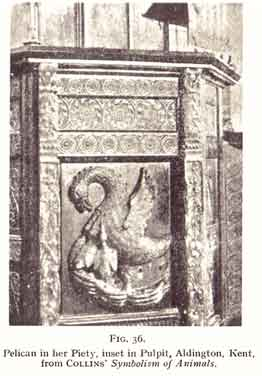 FIG. 36.
Pelican in her Piety, inset in Pulpit, Aldington, Kent,
from COLLINS' Symbolism of Animals.